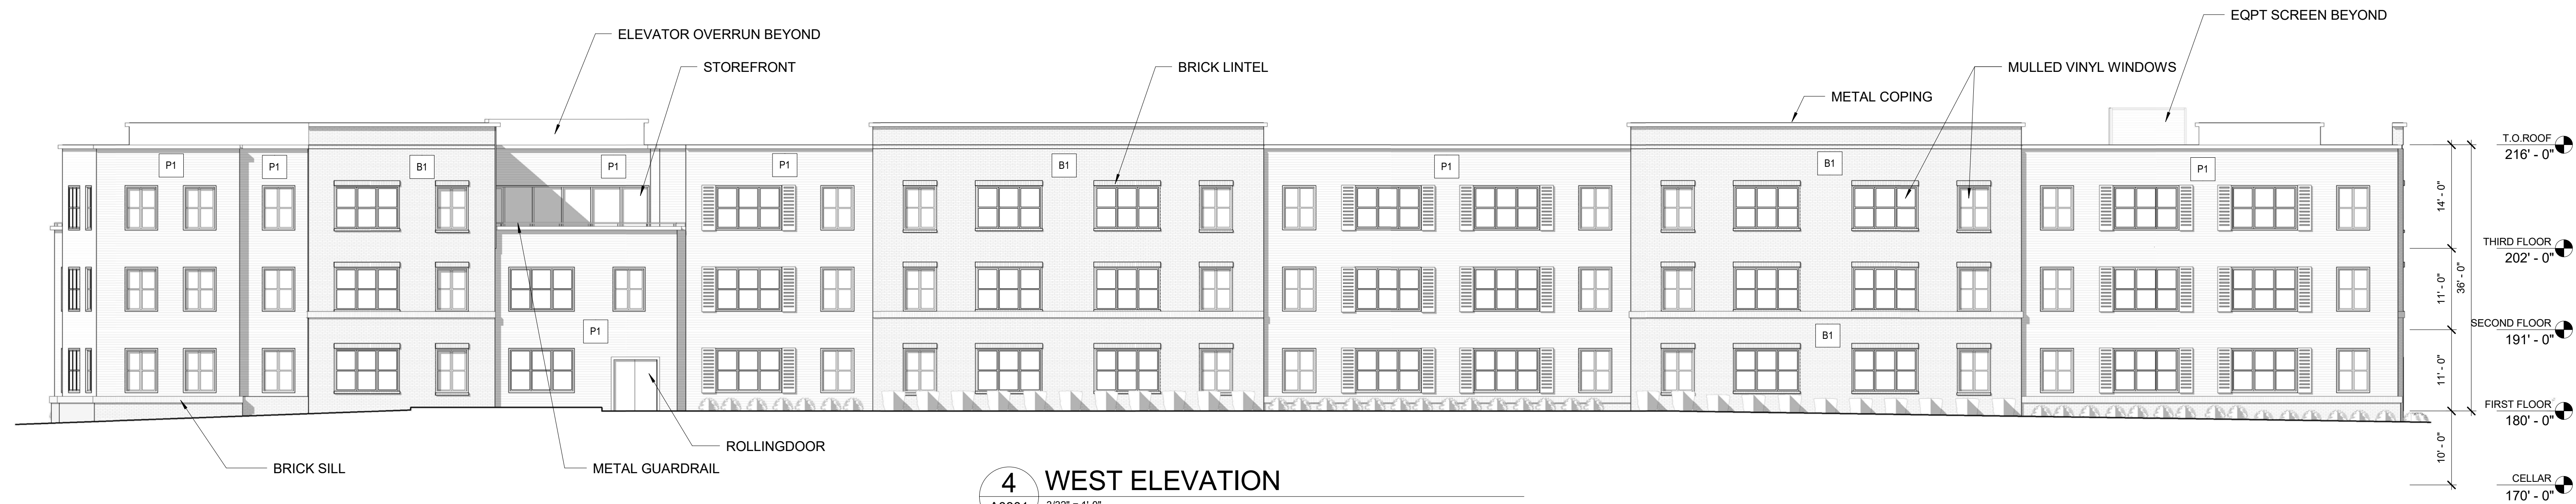 EQPT SCREEN BEYOND
ELEVATOR OVERRUN BEYOND
STOREFRONT
BRICK LINTEL
MULLED VINYL WINDOWS
METAL COPING
T.O.ROOF
216' - 0"
P1
P1
B1
P1
P1
B1
P1
B1
P1
14' - 0"
THIRD FLOOR
202' - 0"
11' - 0"
36' - 0"
SECOND FLOOR
191' - 0"
P1
B1
11' - 0"
FIRST FLOOR
180' - 0"
ROLLINGDOOR
BRICK SILL
METAL GUARDRAIL
10' - 0"
4
WEST ELEVATION
CELLAR
170' - 0"